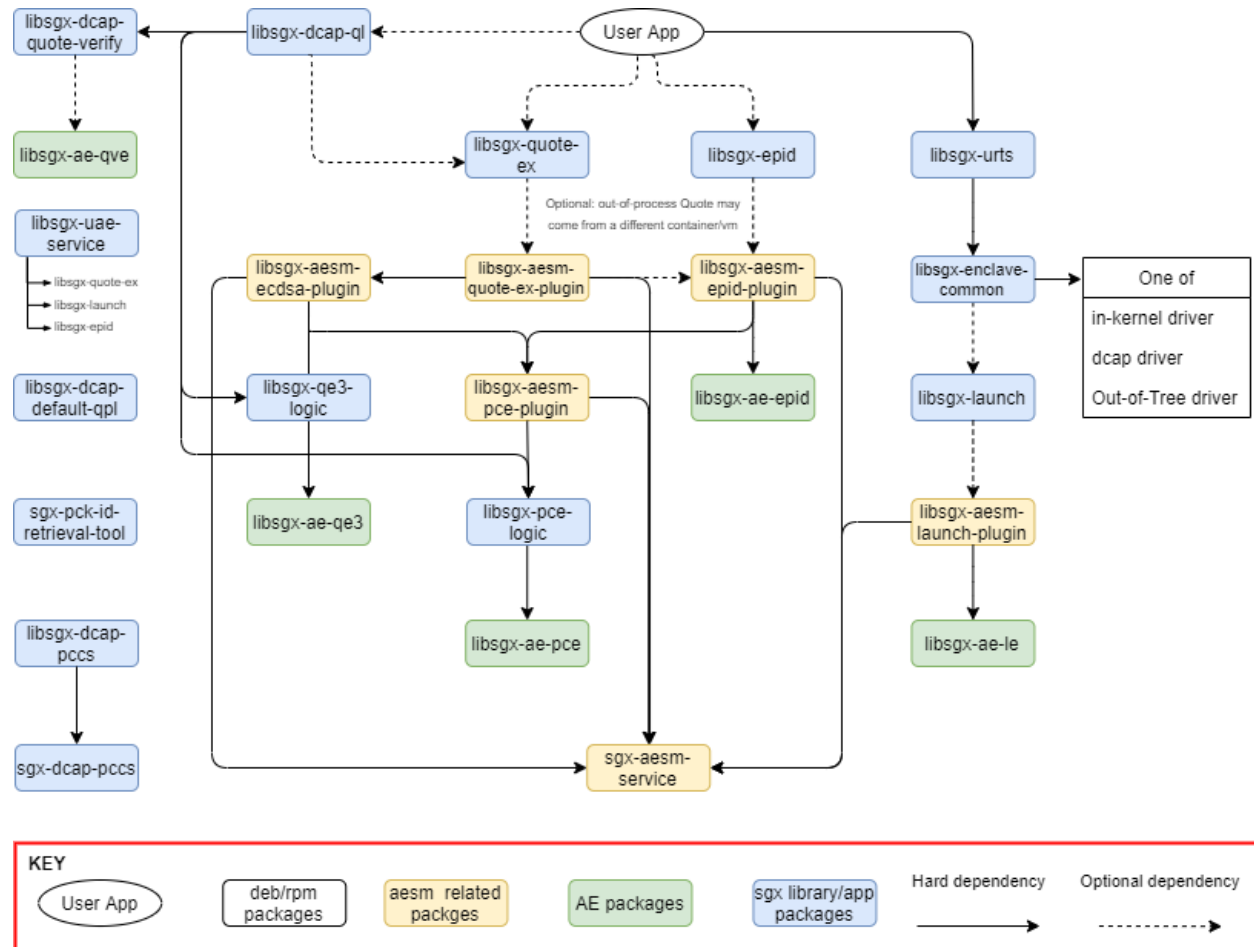 libsgx-dcap-
quote-verify
libsgx-dcap-ql
User App
libsgx-ae-qve
libsgx-quote-
ex
libsgx-epid
libsgx-urts
Optional: out-of-process Quote may
come from a different container/vm
libsgx-uae-
service
libsgx-quote-ex
libsgx-launch
libsgx-epid
libsgx-aesm-
ecdsa-plugin
libsgx-aesm-
quote-ex-plugin
libsgx-aesm-
epid-plugin
libsgx-enclave-
common
One of
in-kernel driver
dcap driver
Out-of-Tree driver
libsgx-dcap-
default-qpl
libsgx-qe3-
logic
libsgx-aesm-
pce-plugin
libsgx-ae-epid
libsgx-launch
sgx-pck-id-
retrieval-tool
libsgx-ae-qe3
libsgx-pce-
logic
libsgx-aesm-
launch-plugin
libsgx-dcap-
pccs
libsgx-ae-pce
libsgx-ae-le
sgx-dcap-pccs
sgx-aesm-
service
KEY
User App
deb/rpm
packages
aesm related
packges
AE packages
sgx library/app
packages
Hard dependency
Optional dependency